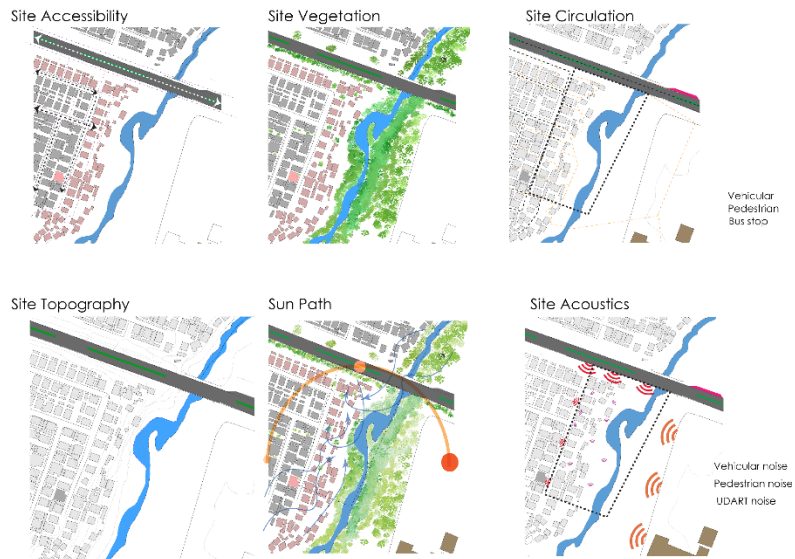 Site Accessibility
Site Vegetation
Site Circulation
Venicular
Pedestrian
Bus stop
Site Topography
Sun Path
Site Acoustics
Vehicular noise
Pedestrian noise
UDART noise